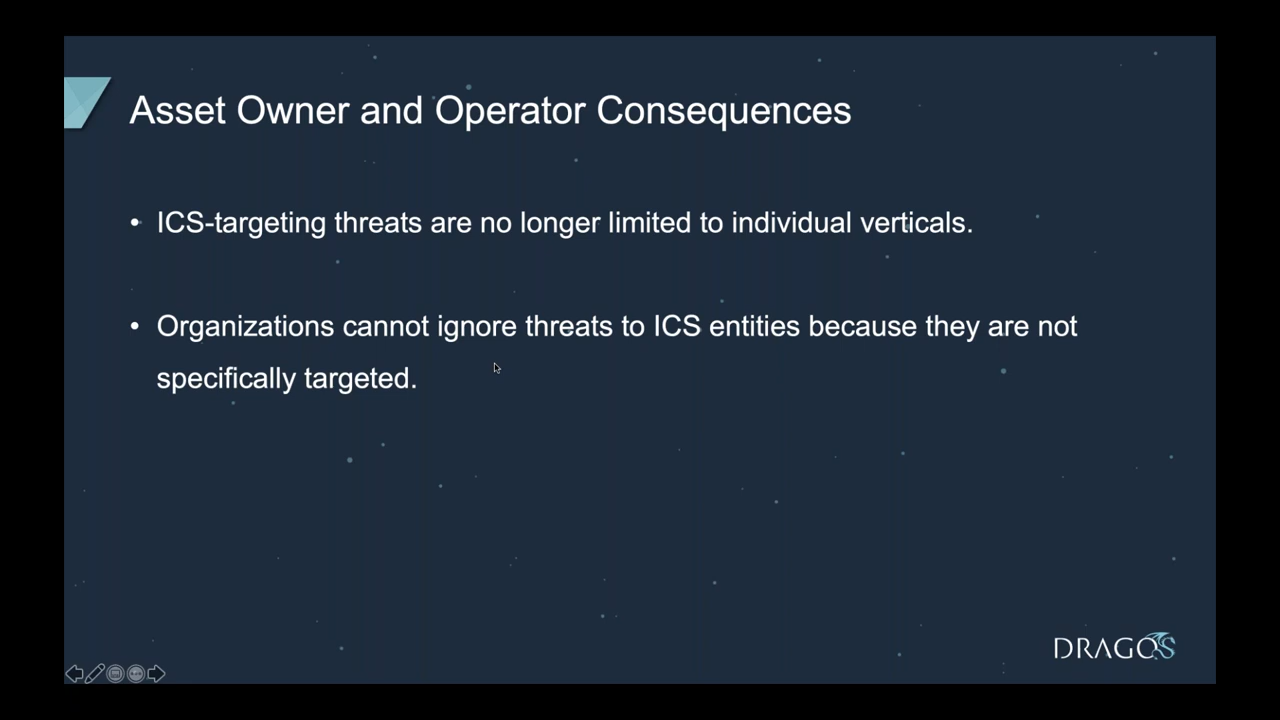 Asset Owner and Operator Consequences
• ICS-targeting threats are no longer limited to individual verticals.
• Organizations cannot ignore threats to ICS entities because they are not
specifically targeted.
DRAGOS